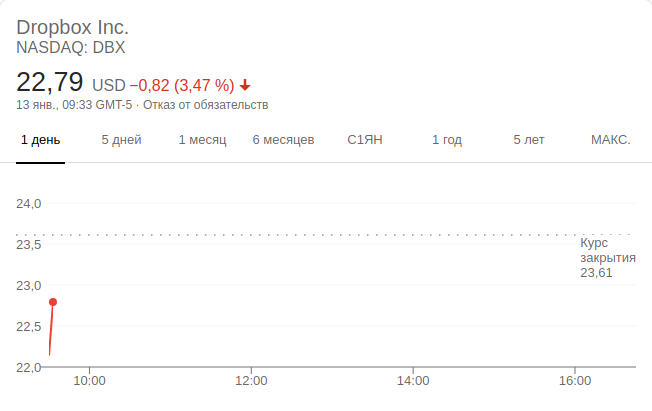 Dropbox Inc.
NASDAQ: DBX
22,79 USD −0,82 (3,47 %)
13 янв., 09:33 GMT-5 · Отказ от обязательств
1 день 5 дней 1 месяц 6 месяцев С1ЯН 1 год 5 лет МАКС.
24,0
23,5
Курс
закрытия
23,61
23,0
22,5
22,0
10:00 12:00 14:00 16:00